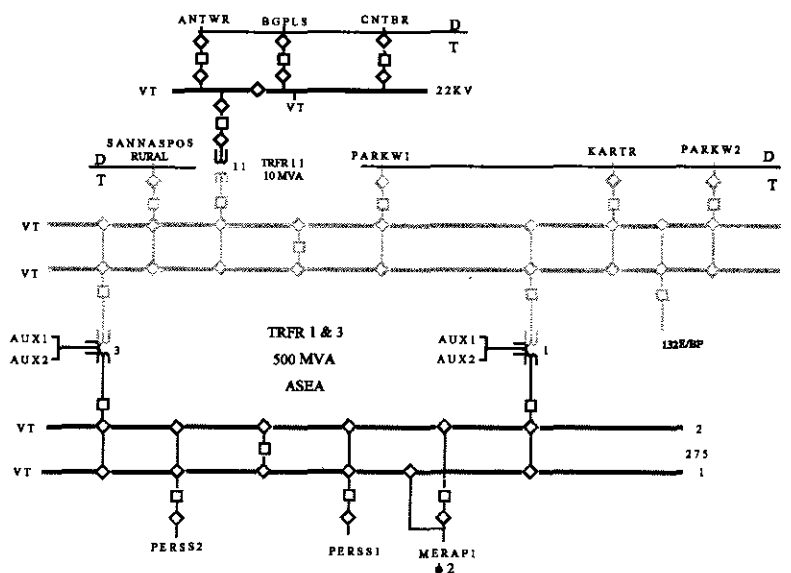 ANTWR BGPLS CNTBR D
T
VT 22KV
VT
SANNASPOS
RURAL
D
T
11 TRFR 11
10 MVA
PARKW1 KARTR PARKW2 D
T
VT
VT
AUX1
AUX2
3
TRFR 1 & 3
500 MVA
ASEA
AUX1
AUX2
1
132E/BP
VT 2
275
VT 1
PERSS2 PERSS1 MERAP1
2